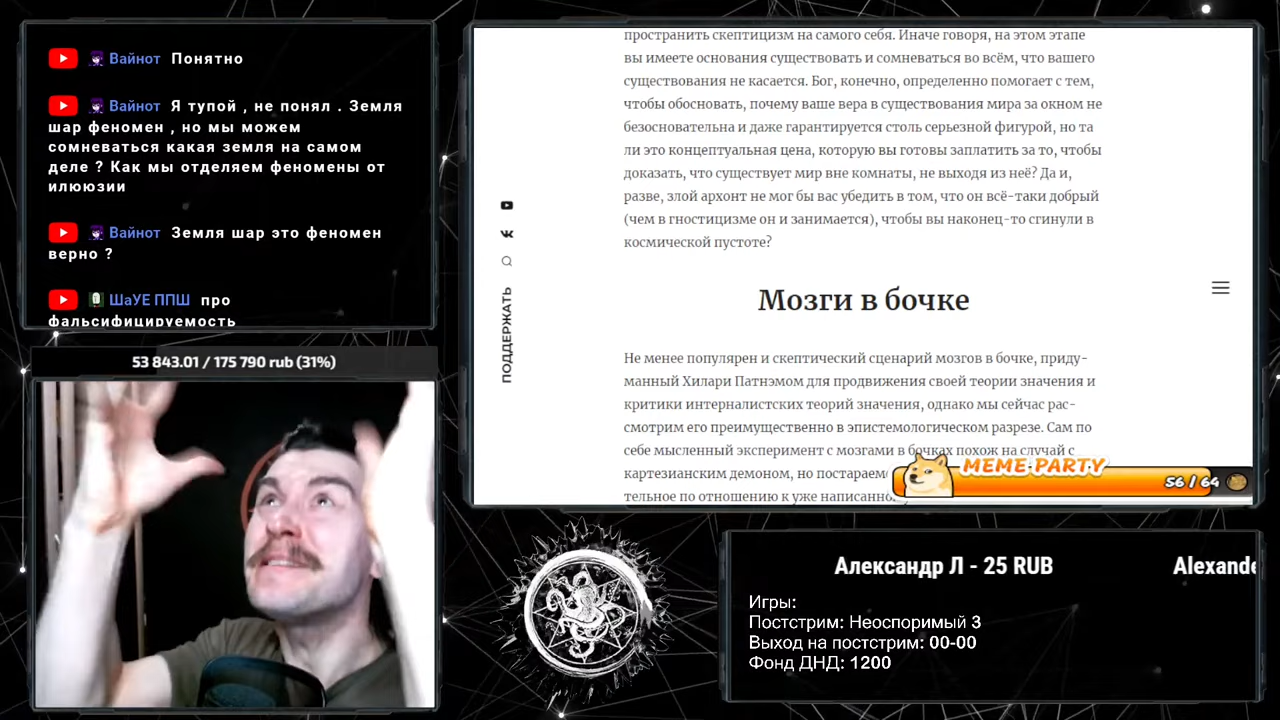 Вайнот Понятно
Вайнот Я тупой , не понял . Земля
шар феномен , но мы можем
сомневаться какая земля на самом
деле ? Как мы отделяем феномены от
илююзии
Вайнот Земля шар это феномен
верно ?
ШаУЕ ППШ про
фальсифицируемость
53 843.01 / 175 790 rub (31%)
пространить скептицизм на самого себя. Иначе говоря, на этом этапе
вы имеете основания существовать и сомневаться во всём, что вашего
существования не касается. Бог, конечно, определенно помогает с тем,
чтобы обосновать, почему ваше вера в существования мира за окном не
безосновательна и даже гарантируется столь серьезной фигурой, но та
ли это концептуальная цена, которую вы готовы заплатить за то, чтобы
доказать, что существует мир вне комнаты, не выходя из неё? Да и,
разве, злой архонт не мог бы вас убедить в том, что он всё-таки добрый
(чем в гностицизме он и занимается), чтобы вы наконец-то сгинули в
космической пустоте?
ПОДДЕРЖАТЬ
Мозги в бочке
Не менее популярен и скептический сценарий мозгов в бочке, приду-
манный Хилари Патнэмом для продвижения своей теории значения и
критики интерналистских теорий значения, однако мы сейчас рас-
смотрим его преимущественно в эпистемологическом разрезе. Сам по
себе мысленный эксперимент с мозгами в бочках похож на случай с
картезианским демоном, но постараем
тельное по отношению к уже написанно
MEME PARTY
56 / 64
Александр Л - 25 RUB
Alexande
Игры:
Постстрим: Неоспоримый 3
Выход на постстрим: 00-00
Фонд ДНД: 1200